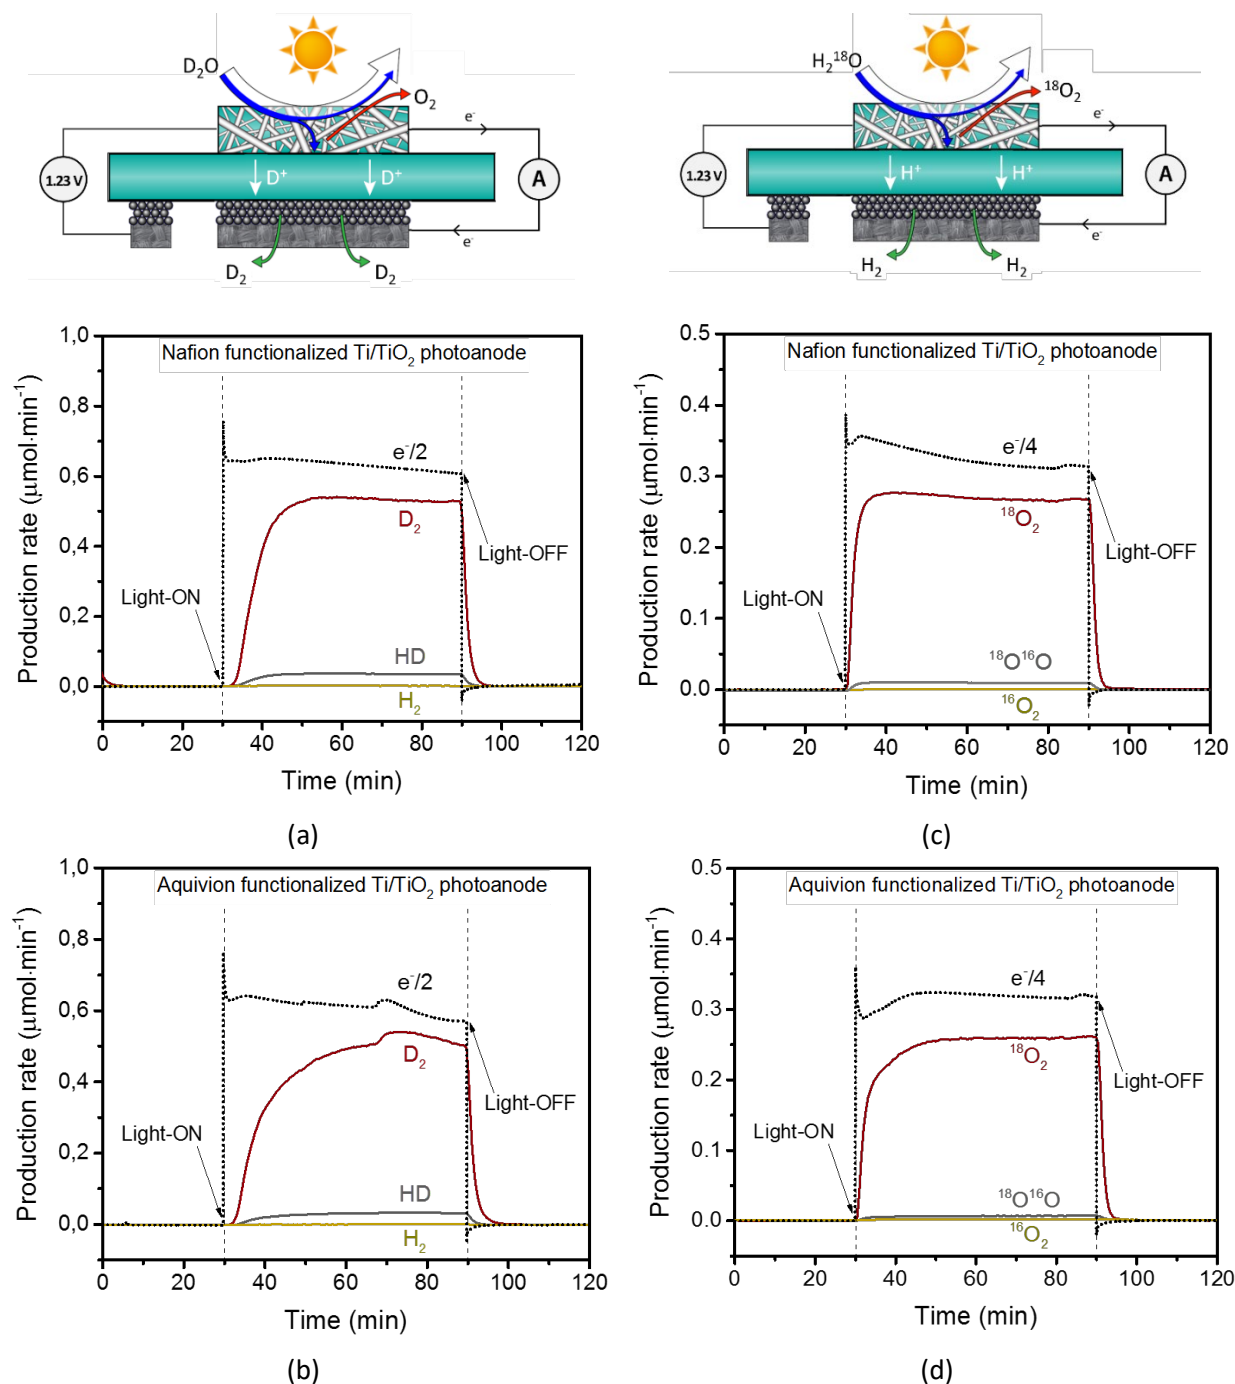 D₂O
O₂
e⁻
1.23 V
D⁺ D⁺
A
e⁻
D₂ D₂
H₂¹⁸O
¹⁸O₂
e⁻
1.23 V
H⁺ H⁺
A
e⁻
H₂ H₂
Nafion functionalized Ti/TiO₂ photoanode
Production rate (μmol·min⁻¹)
1,0
0,8
0,6
0,4
0,2
0,0
e⁻/2
D₂
Light-OFF
Light-ON
HD
H₂
0 20 40 60 80 100 120
Time (min)
(a)
Nafion functionalized Ti/TiO₂ photoanode
Production rate (μmol·min⁻¹)
0.5
0.4
0.3
0.2
0.1
0.0
e⁻/4
¹⁸O₂
Light-OFF
Light-ON
¹⁸O¹⁶O
¹⁶O₂
0 20 40 60 80 100 120
Time (min)
(c)
Aquivion functionalized Ti/TiO₂ photoanode
Production rate (μmol·min⁻¹)
1,0
0,8
0,6
0,4
0,2
0,0
e⁻/2
D₂
Light-OFF
Light-ON
HD
H₂
0 20 40 60 80 100 120
Time (min)
(b)
Aquivion functionalized Ti/TiO₂ photoanode
Production rate (μmol·min⁻¹)
0.5
0.4
0.3
0.2
0.1
0.0
e⁻/4
¹⁸O₂
Light-OFF
Light-ON
¹⁸O¹⁶O
¹⁶O₂
0 20 40 60 80 100 120
Time (min)
(d)